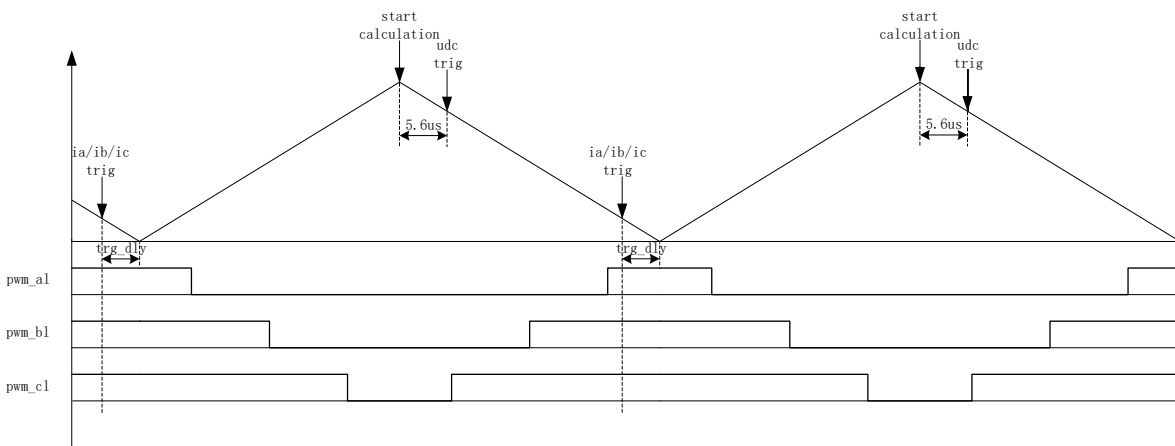 start
calculation
udc
trig
5.6us
ia/ib/ic
trig
trg_dly
start
calculation
udc
trig
5.6us
ia/ib/ic
trig
trg_dly
pwm_al
pwm_bl
pwm_cl